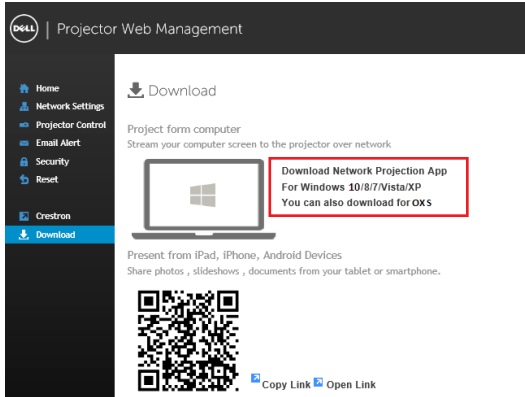 DELL | Projector Web Management
Home
Network Settings
Projector Control
Email Alert
Security
Reset
Crestron
Download
Download
Project form computer
Stream your computer screen to the projector over network
Download Network Projection App
For Windows 10/8/7/Vista/XP
You can also download for OXS
Present from iPad, iPhone, Android Devices
Share photos , slideshows , documents from your tablet or smartphone.
Copy Link Open Link